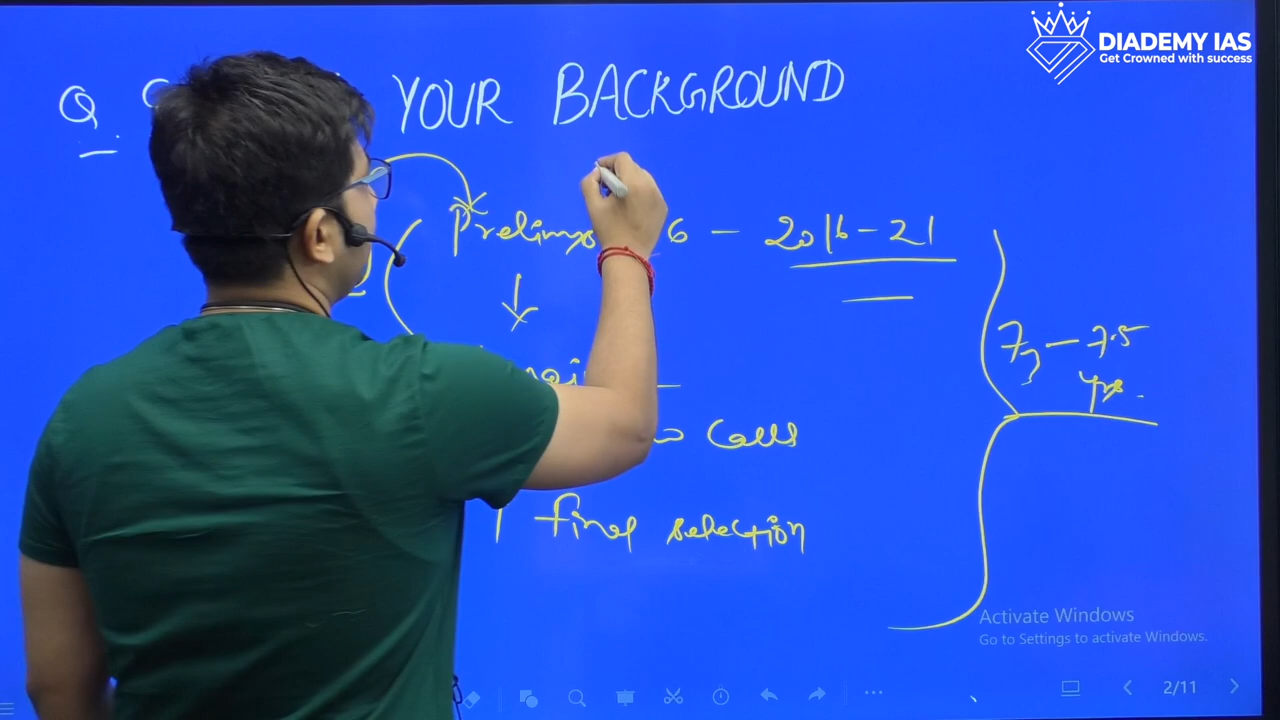 DIADEMY IAS
Get Crowned with success
Q YOUR BACKGROUND
Prelims 6 - 2016-21
7, - 7.5
yrs.
Calls
1 final selection
Activate Windows
Go to Settings to activate Windows.
2/11